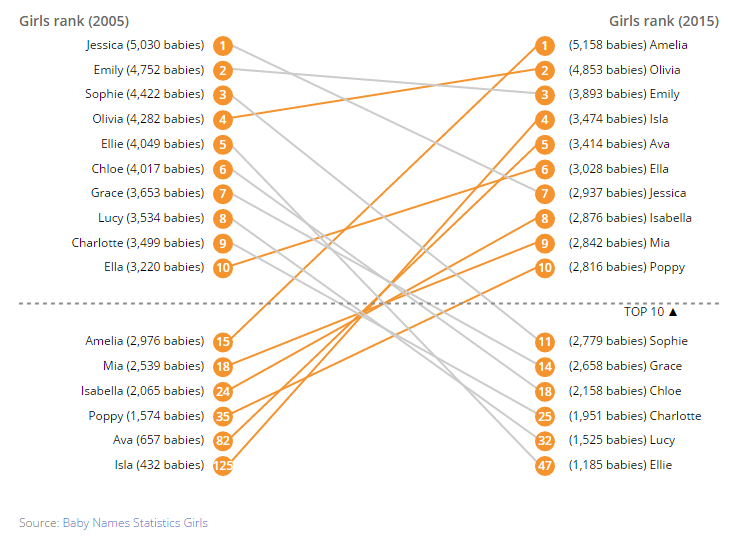 Girls rank (2005) Girls rank (2015)
Jessica (5,030 babies) 1 1 (5,158 babies) Amelia
Emily (4,752 babies) 2 2 (4,853 babies) Olivia
Sophie (4,422 babies) 3 3 (3,893 babies) Emily
Olivia (4,282 babies) 4 4 (3,474 babies) Isla
Ellie (4,049 babies) 5 5 (3,414 babies) Ava
Chloe (4,017 babies) 6 6 (3,028 babies) Ella
Grace (3,653 babies) 7 7 (2,937 babies) Jessica
Lucy (3,534 babies) 8 8 (2,876 babies) Isabella
Charlotte (3,499 babies) 9 9 (2,842 babies) Mia
Ella (3,220 babies) 10 10 (2,816 babies) Poppy
TOP 10 ▲
Amelia (2,976 babies) 15 11 (2,779 babies) Sophie
Mia (2,539 babies) 18 14 (2,658 babies) Grace
Isabella (2,065 babies) 24 18 (2,158 babies) Chloe
Poppy (1,574 babies) 35 25 (1,951 babies) Charlotte
Ava (657 babies) 82 32 (1,525 babies) Lucy
Isla (432 babies) 125 47 (1,185 babies) Ellie
Source: Baby Names Statistics Girls